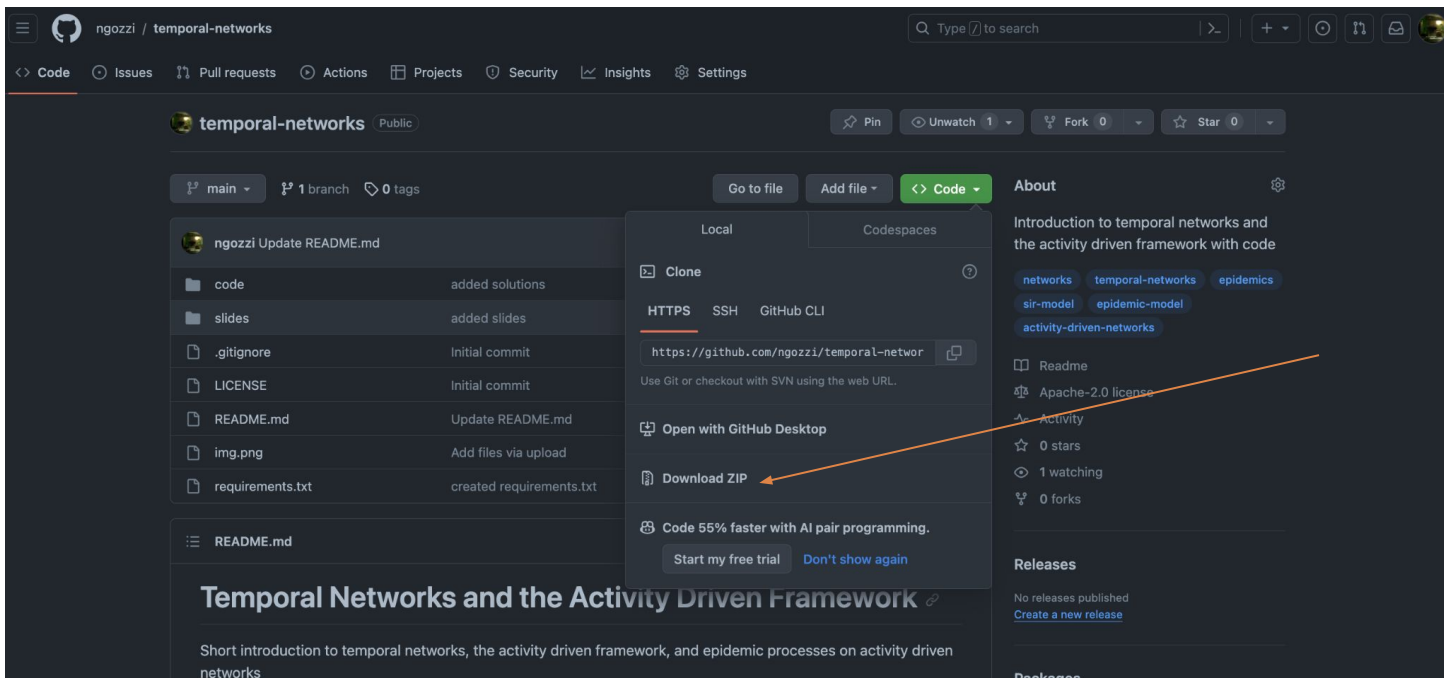 ngozzi / temporal-networks
Type / to search
Code Issues Pull requests Actions Projects Security Insights Settings
temporal-networks Public
Pin Unwatch 1 Fork 0 Star 0
main 1 branch 0 tags
Go to file Add file <> Code
ngozzi Update README.md
code added solutions
slides added slides
.gitignore Initial commit
LICENSE Initial commit
README.md Update README.md
img.png Add files via upload
requirements.txt created requirements.txt
Local Codespaces
Clone
HTTPS SSH GitHub CLI
https://github.com/ngozzi/temporal-networ
Use Git or checkout with SVN using the web URL.
Open with GitHub Desktop
Download ZIP
Code 55% faster with AI pair programming.
Start my free trial Don't show again
README.md
Temporal Networks and the Activity Driven Framework
Short introduction to temporal networks, the activity driven framework, and epidemic processes on activity driven
networks
About
Introduction to temporal networks and
the activity driven framework with code
networks temporal-networks epidemics
sir-model epidemic-model
activity-driven-networks
Readme
Apache-2.0 license
Activity
0 stars
1 watching
0 forks
Releases
No releases published
Create a new release
Packages